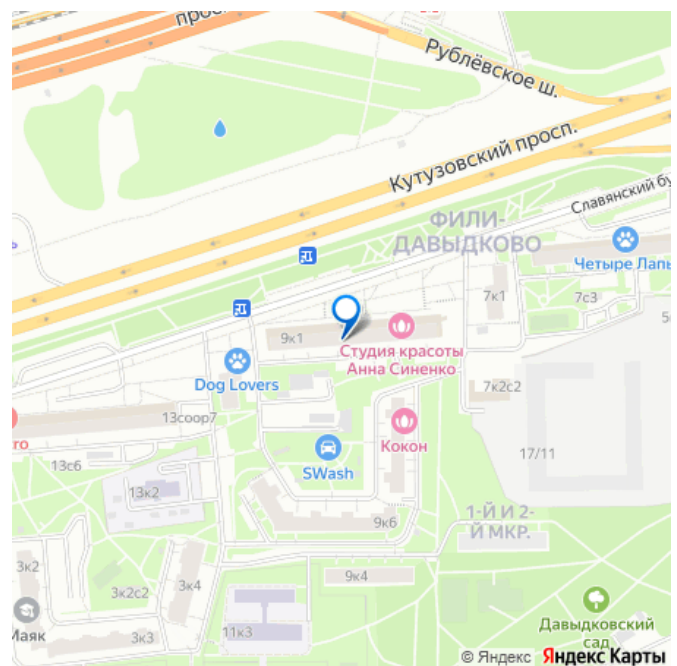 просп
Рублёвское ш.
Кутузовский просп.
Славянский бу
ФИЛИ-
ДАВЫДКОВО
Четыре Лапы
7к1
7с3
9к1
Студия красоты
Анна Синенко
Dog Lovers
7к2с2
13соор7
Кокон
13с6
SWash
17/11
13к2
9к6
1-Й И 2-
Й МКР.
3к2
9к4
3к2с2
3к4
Маяк
11к3
3к3
Давыдковский
сад
© Яндекс Яндекс Карты